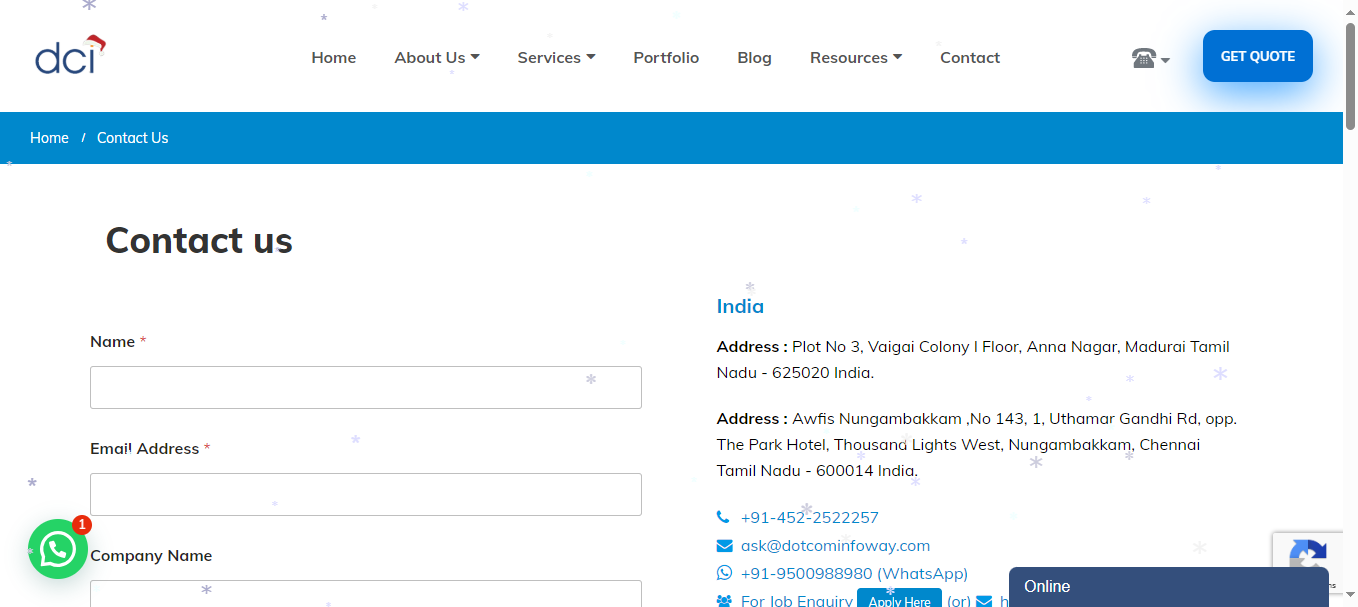 dci
Home About Us Services Portfolio Blog Resources Contact
GET QUOTE
Home / Contact Us
Contact us
Name *
Email Address *
Company Name
India
Address : Plot No 3, Vaigai Colony I Floor, Anna Nagar, Madurai Tamil
Nadu - 625020 India.
Address : Awfis Nungambakkam ,No 143, 1, Uthamar Gandhi Rd, opp.
The Park Hotel, Thousand Lights West, Nungambakkam, Chennai
Tamil Nadu - 600014 India.
+91-452-2522257
ask@dotcominfoway.com
+91-9500988980 (WhatsApp)
For Job Enquiry Apply Here (or)
1
Online